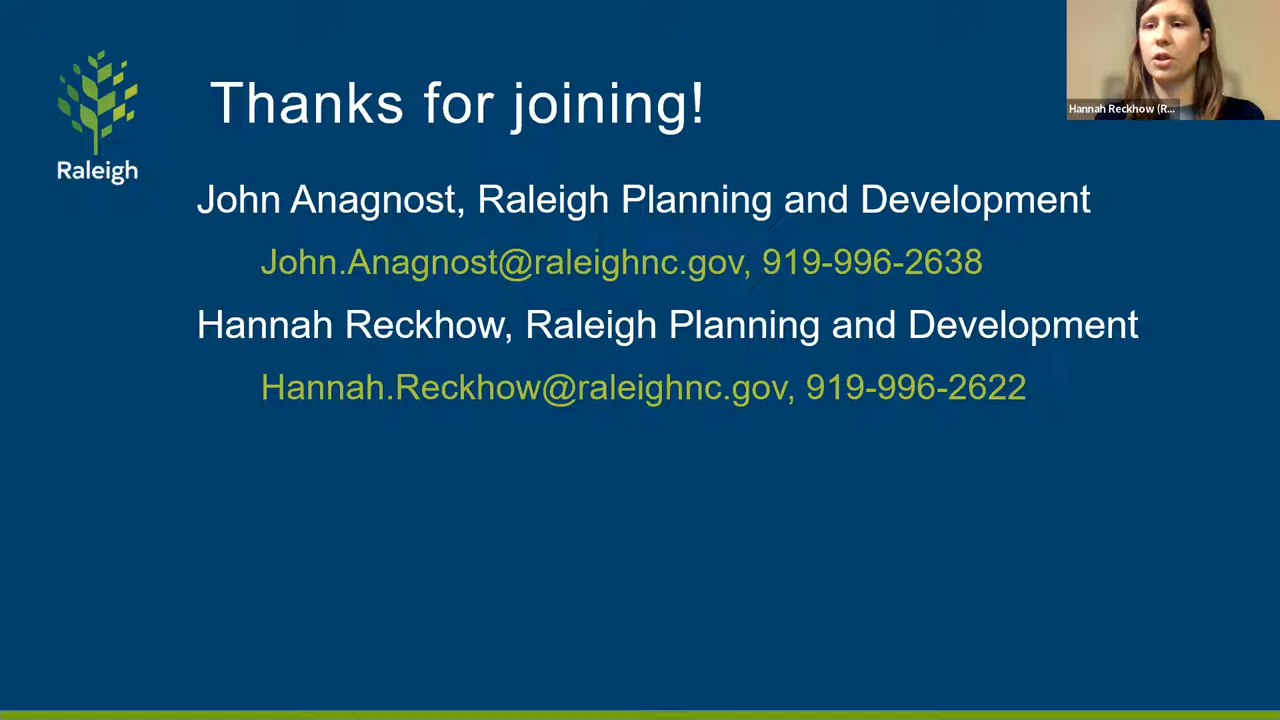 Thanks for joining!
Raleigh
John Anagnost, Raleigh Planning and Development
John.Anagnost@raleighnc.gov, 919-996-2638
Hannah Reckhow, Raleigh Planning and Development
Hannah.Reckhow@raleighnc.gov, 919-996-2622
Hannah Reckhow (R...